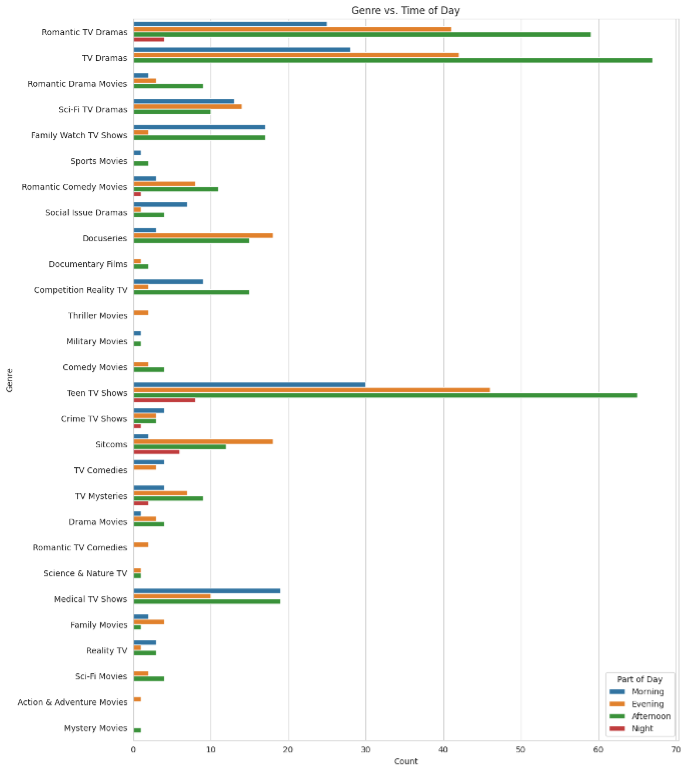 Genre vs. Time of Day
Genre
Romantic TV Dramas
TV Dramas
Romantic Drama Movies
Sci-Fi TV Dramas
Family Watch TV Shows
Sports Movies
Romantic Comedy Movies
Social Issue Dramas
Docuseries
Documentary Films
Competition Reality TV
Thriller Movies
Military Movies
Comedy Movies
Teen TV Shows
Crime TV Shows
Sitcoms
TV Comedies
TV Mysteries
Drama Movies
Romantic TV Comedies
Science & Nature TV
Medical TV Shows
Family Movies
Reality TV
Sci-Fi Movies
Action & Adventure Movies
Mystery Movies
Part of Day
Morning
Evening
Afternoon
Night
0 10 20 30 40 50 60 70
Count